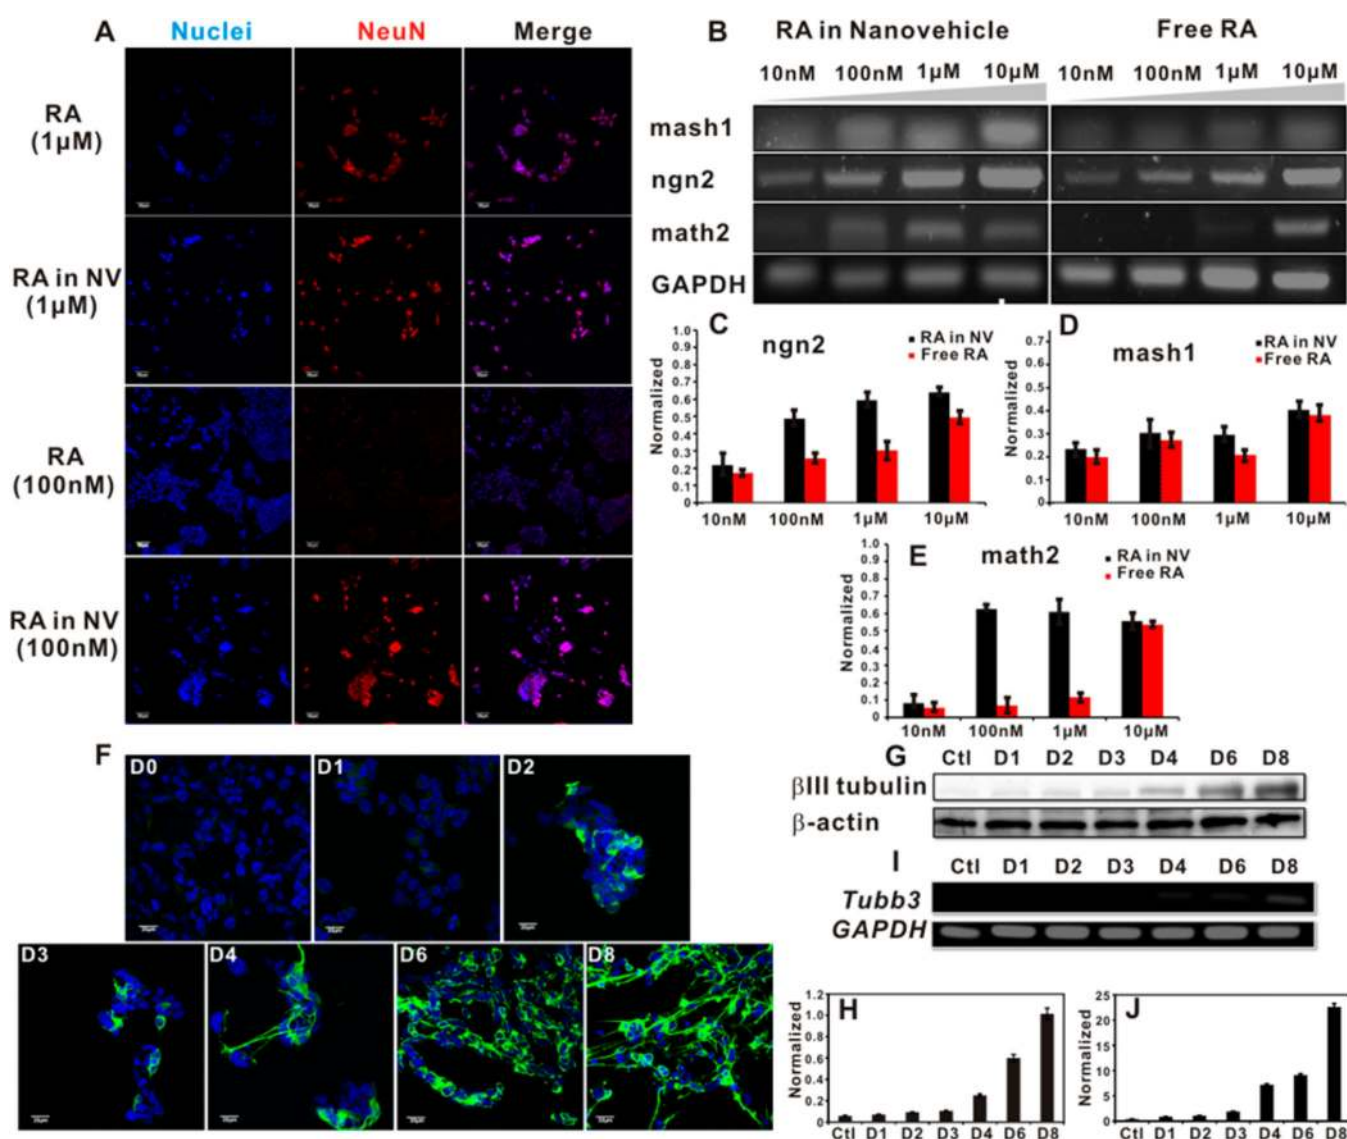 A
Nuclei
NeuN
Merge
RA
(1μM)
RA in NV
(1μM)
RA
(100nM)
RA in NV
(100nM)
B
RA in Nanovehicle
Free RA
10nM 100nM 1μM 10μM
10nM 100nM 1μM 10μM
mash1
ngn2
math2
GAPDH
C
ngn2
RA in NV
Free RA
Normalized
1.0
0.9
0.8
0.7
0.6
0.5
0.4
0.3
0.2
0.1
0
10nM 100nM 1μM 10μM
D
mash1
RA in NV
Free RA
Normalized
0.7
0.6
0.5
0.4
0.3
0.2
0.1
0
10nM 100nM 1μM 10μM
E
math2
RA in NV
Free RA
Normalized
1.0
0.9
0.8
0.7
0.6
0.5
0.4
0.3
0.2
0.1
0
10nM 100nM 1μM 10μM
F
D0
D1
D2
D3
D4
D6
D8
G
Ctl D1 D2 D3 D4 D6 D8
βIII tubulin
β-actin
I
Ctl D1 D2 D3 D4 D6 D8
Tubb3
GAPDH
H
Normalized
1.2
1.0
0.8
0.6
0.4
0.2
0
Ctl D1 D2 D3 D4 D6 D8
J
Normalized
25
20
15
10
5
0
Ctl D1 D2 D3 D4 D6 D8